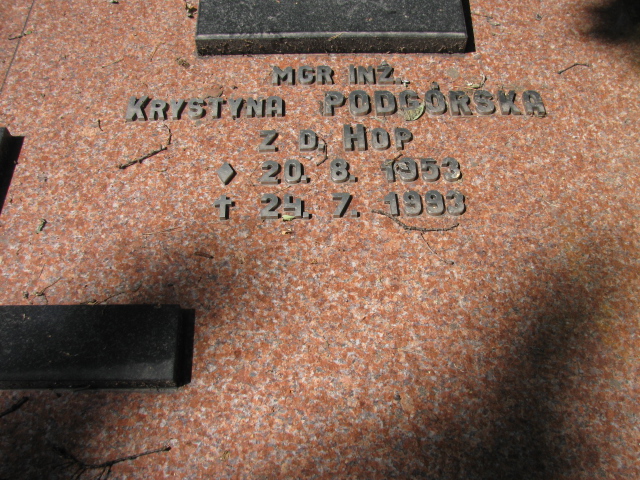 MGR INŻ.
KRYSTYNA PODGÓRSKA
Z D. HOP
20. 8. 1953
✝ 24. 7. 1993